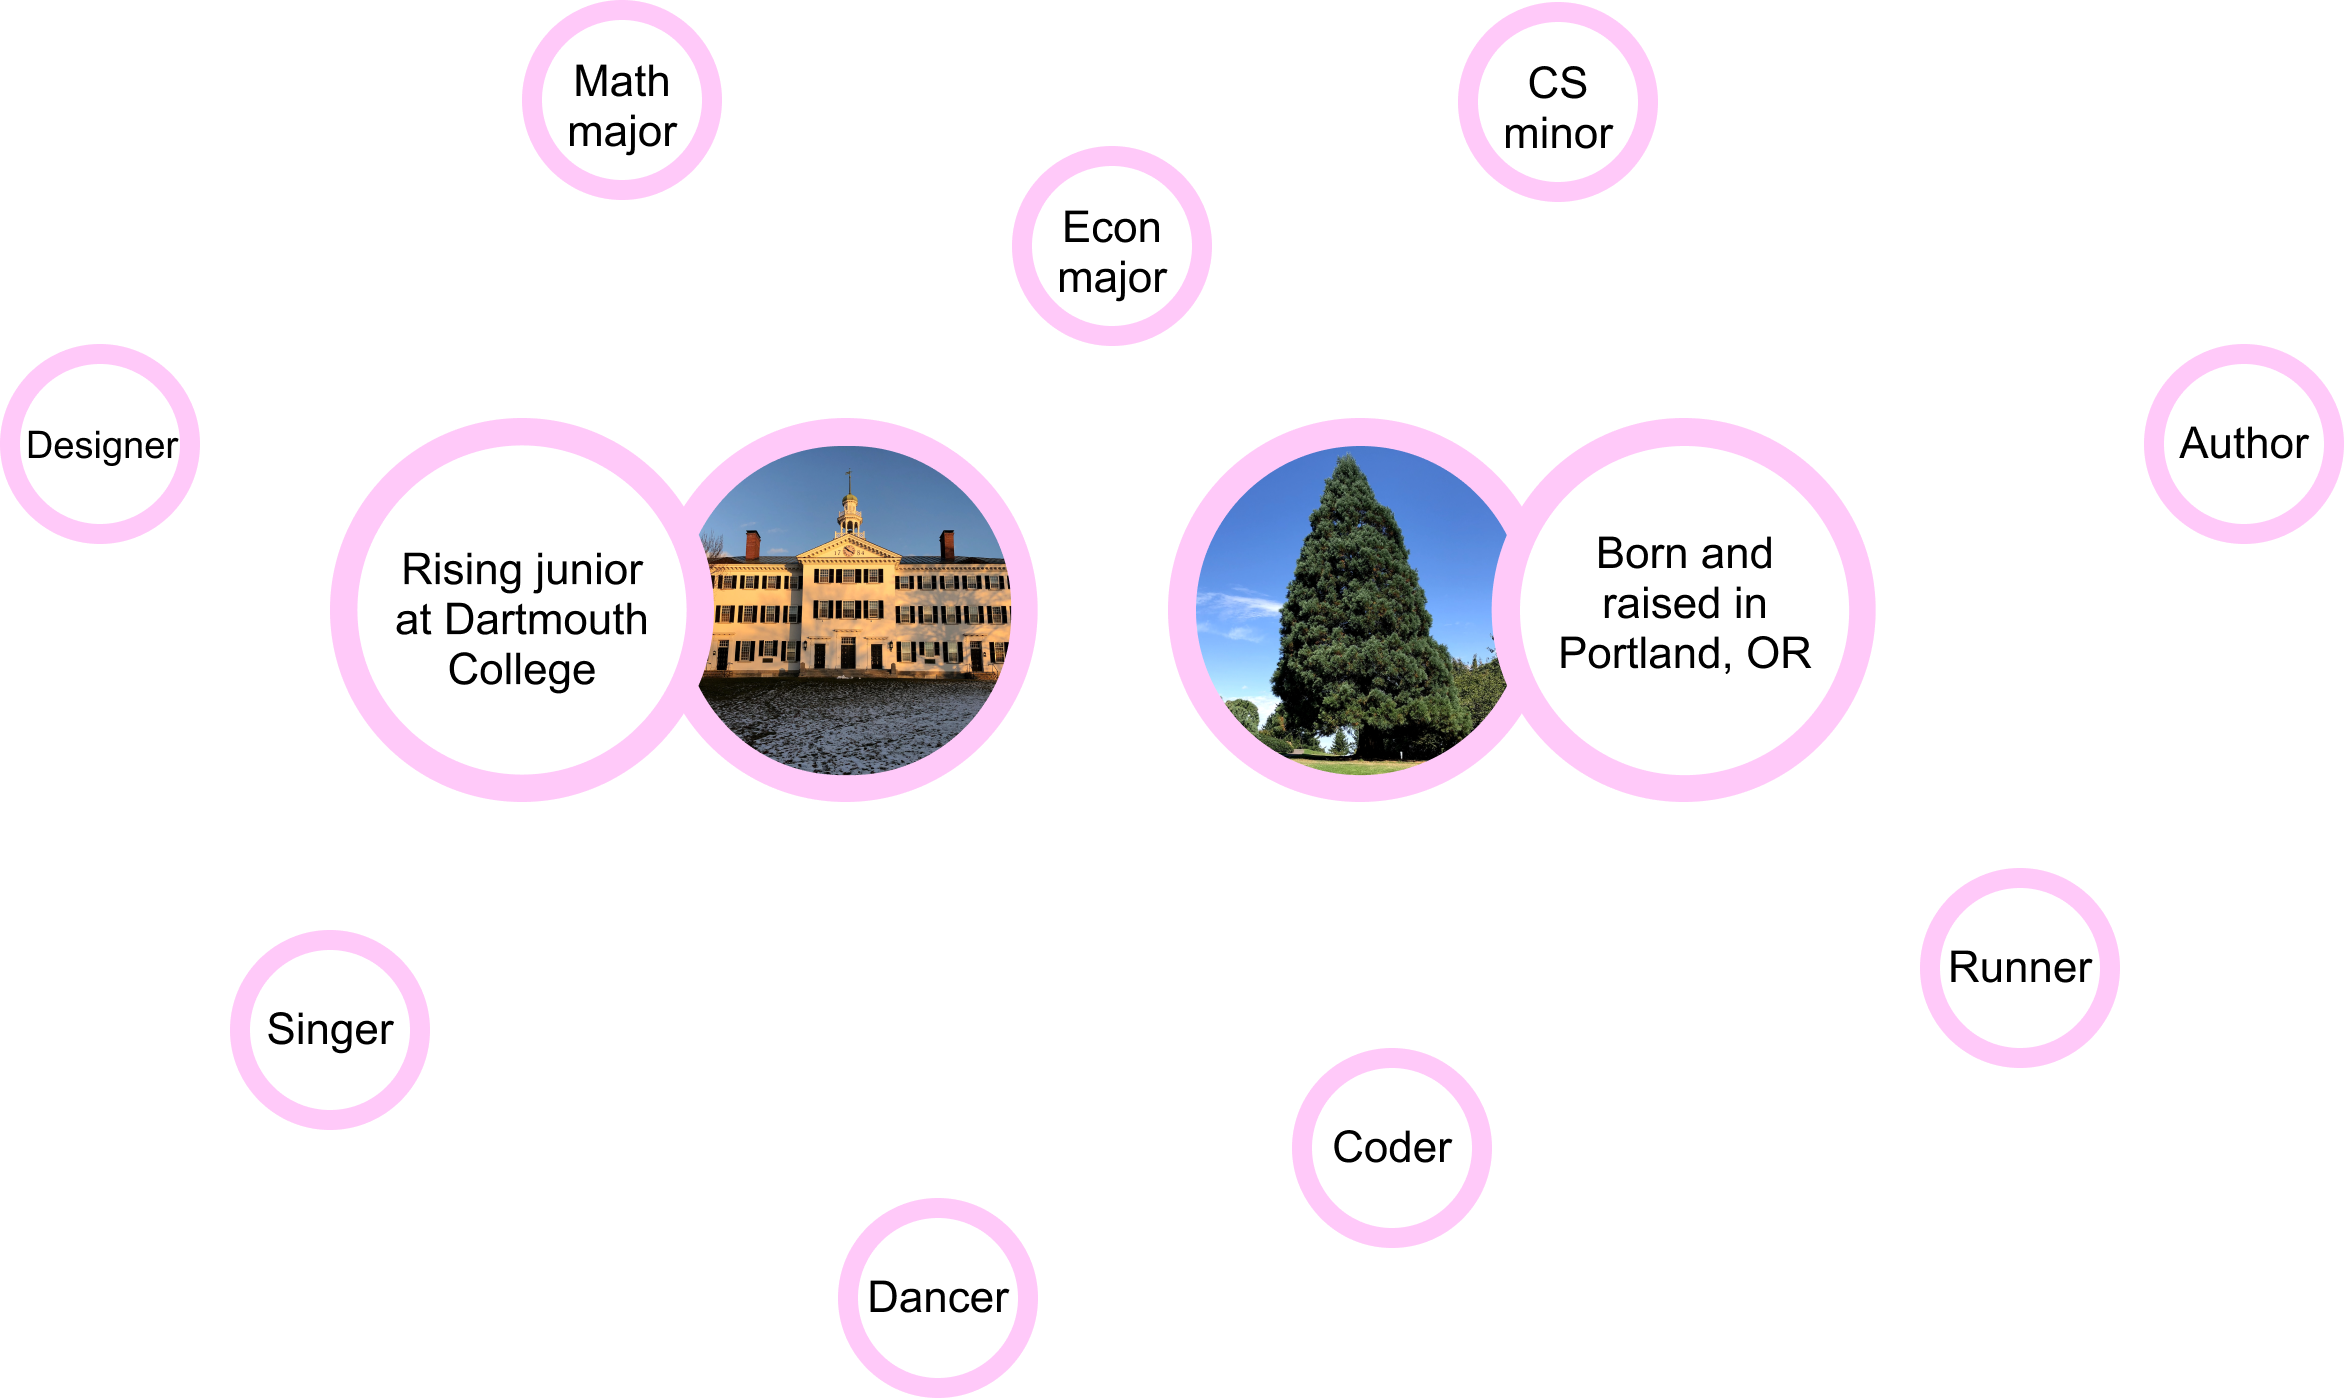 Math
major
CS
minor
Econ
major
Designer
Author
Rising junior
at Dartmouth
College
Born and
raised in
Portland, OR
Runner
Singer
Coder
Dancer